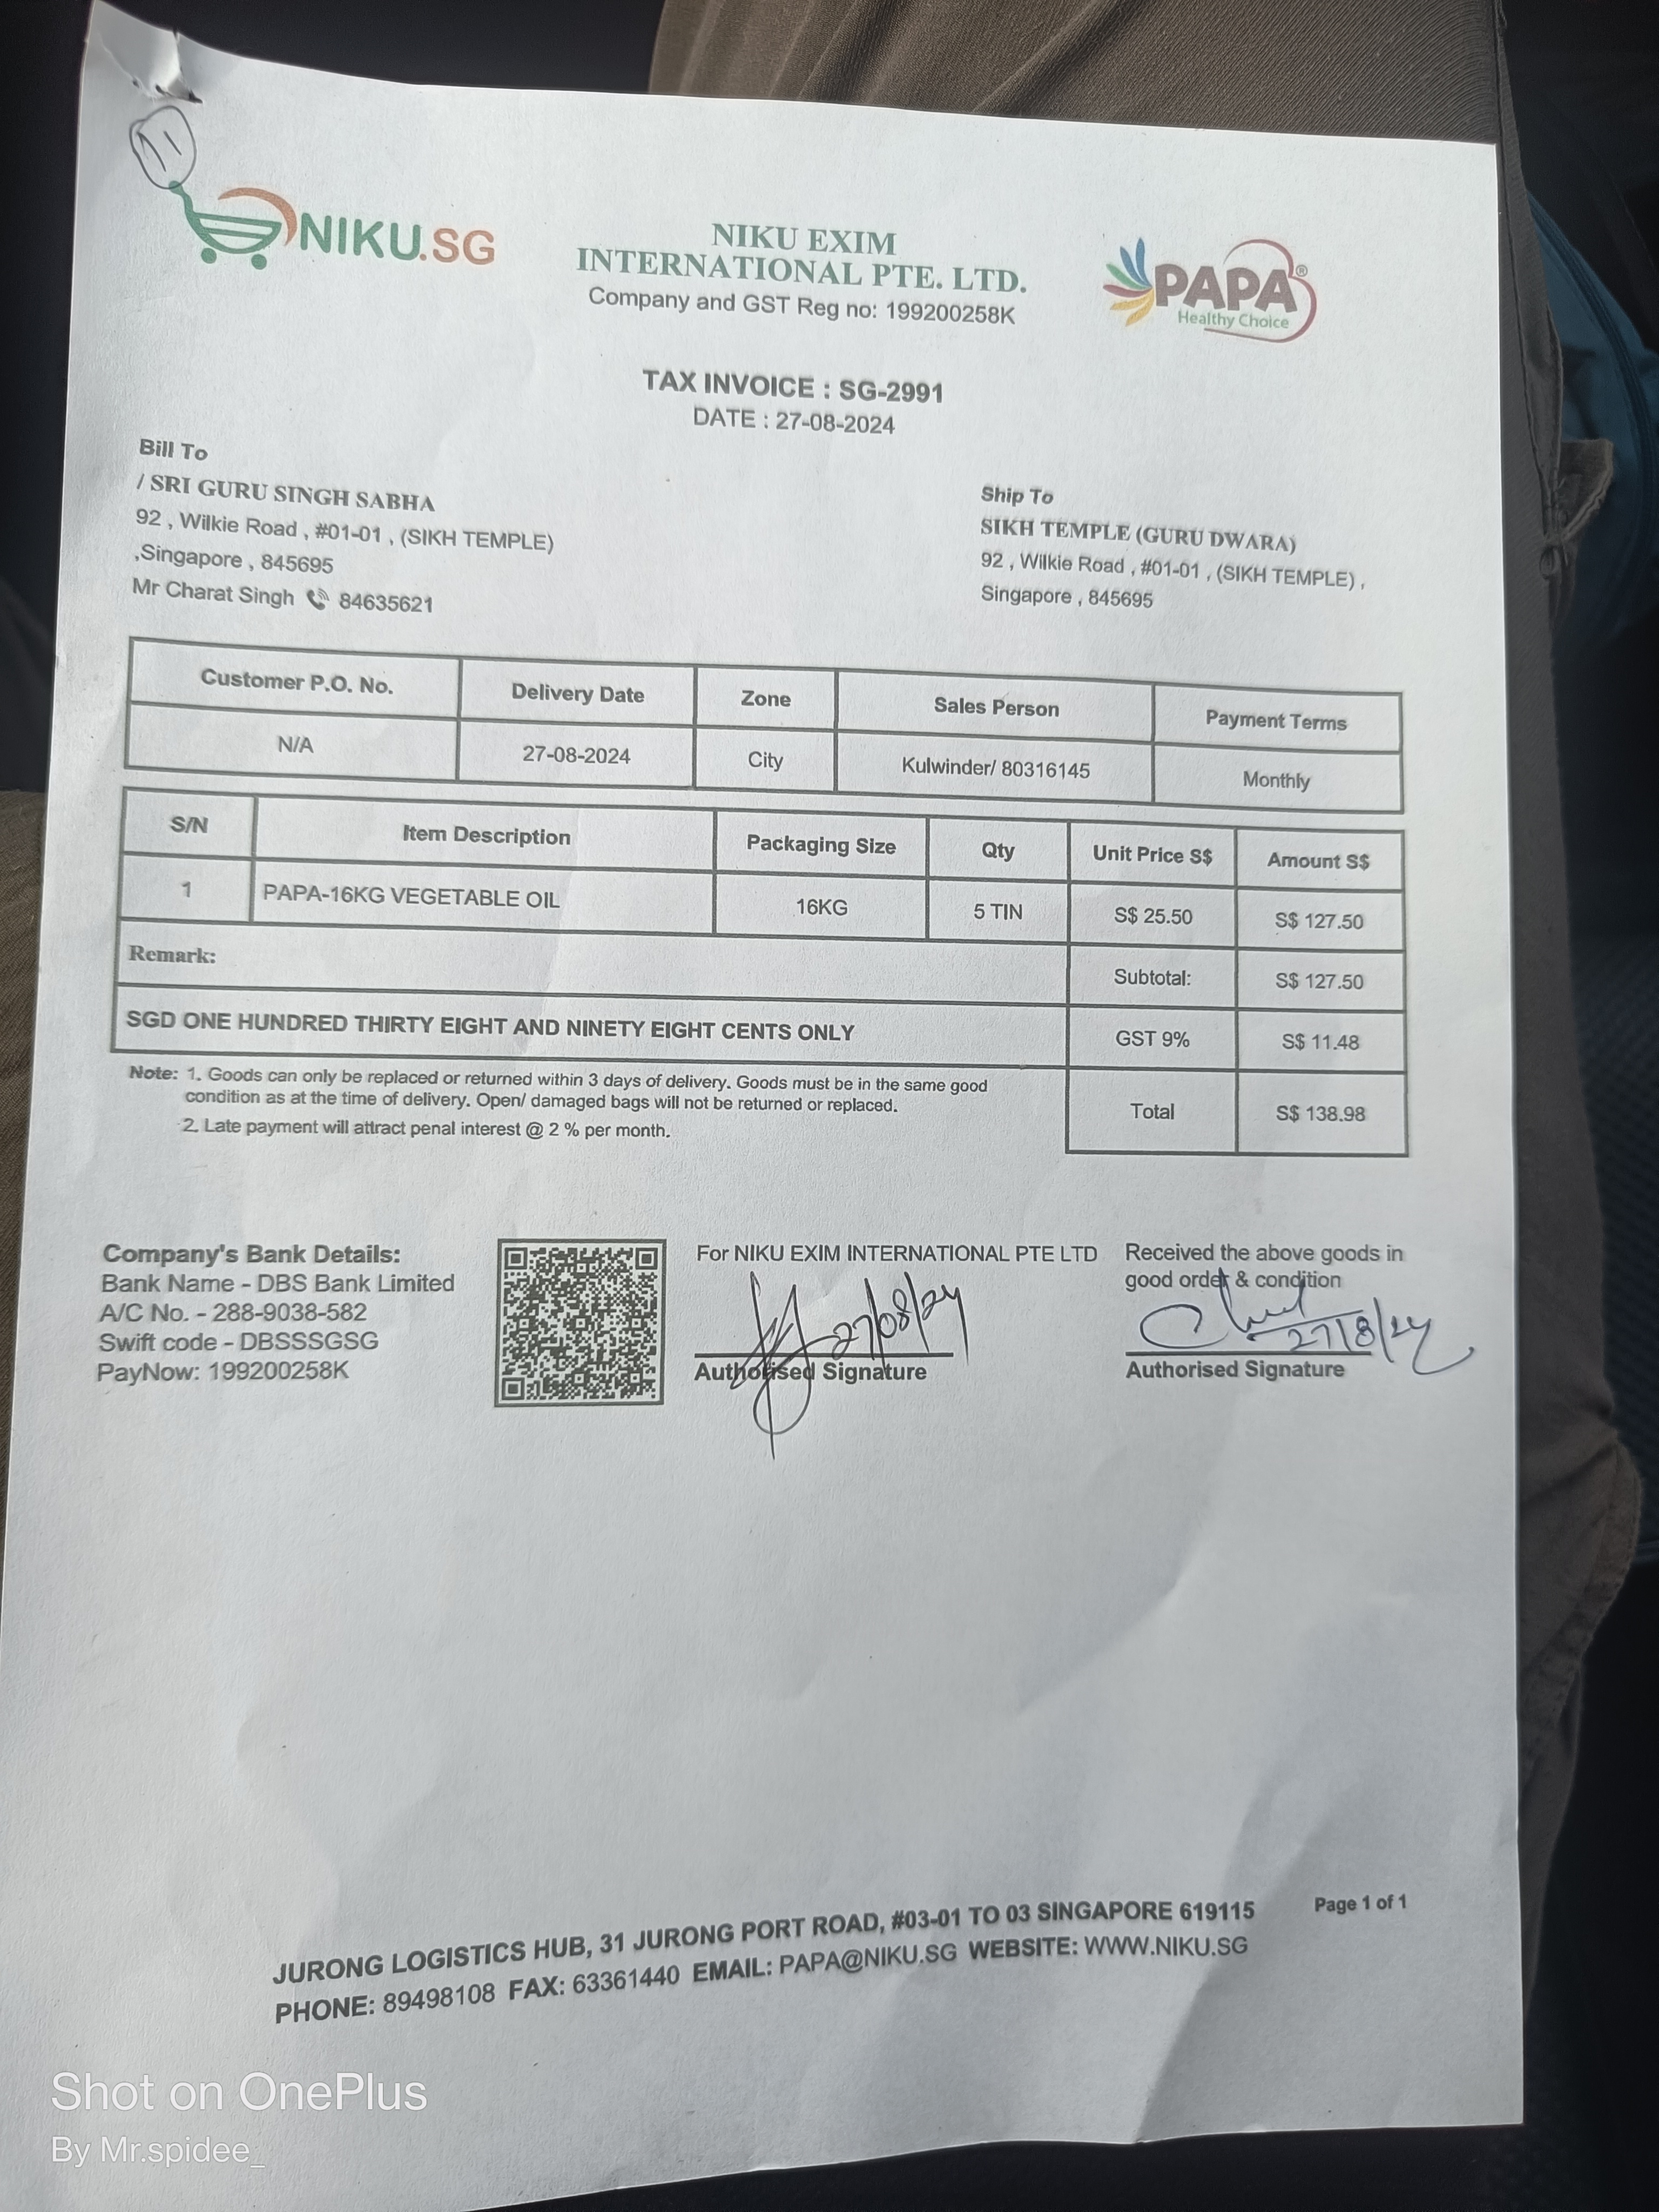 11
NIKU.SG
NIKU EXIM
INTERNATIONAL PTE. LTD.
Company and GST Reg no: 199200258K
PAPA®
Healthy Choice
TAX INVOICE : SG-2991
DATE : 27-08-2024
Bill To
/ SRI GURU SINGH SABHA
92 , Wilkie Road , #01-01 , (SIKH TEMPLE)
,Singapore , 845695
Mr Charat Singh 84635621
Ship To
SIKH TEMPLE (GURU DWARA)
92 , Wilkie Road , #01-01 , (SIKH TEMPLE) ,
Singapore , 845695
Customer P.O. No. Delivery Date Zone Sales Person Payment Terms
N/A 27-08-2024 City Kulwinder/ 80316145 Monthly
S/N Item Description Packaging Size Qty Unit Price S$ Amount S$
1 PAPA-16KG VEGETABLE OIL 16KG 5 TIN S$ 25.50 S$ 127.50
Remark: Subtotal: S$ 127.50
SGD ONE HUNDRED THIRTY EIGHT AND NINETY EIGHT CENTS ONLY GST 9% S$ 11.48
Total S$ 138.98
Note: 1. Goods can only be replaced or returned within 3 days of delivery. Goods must be in the same good
condition as at the time of delivery. Open/ damaged bags will not be returned or replaced.
2. Late payment will attract penal interest @ 2 % per month.
Company's Bank Details:
Bank Name - DBS Bank Limited
A/C No. - 288-9038-582
Swift code - DBSSSGSG
PayNow: 199200258K
For NIKU EXIM INTERNATIONAL PTE LTD
27/08/24
Authorised Signature
Received the above goods in
good order & condition
27/8/24
Authorised Signature
JURONG LOGISTICS HUB, 31 JURONG PORT ROAD, #03-01 TO 03 SINGAPORE 619115
PHONE: 89498108 FAX: 63361440 EMAIL: PAPA@NIKU.SG WEBSITE: WWW.NIKU.SG
Page 1 of 1
Shot on OnePlus
By Mr.spidee_